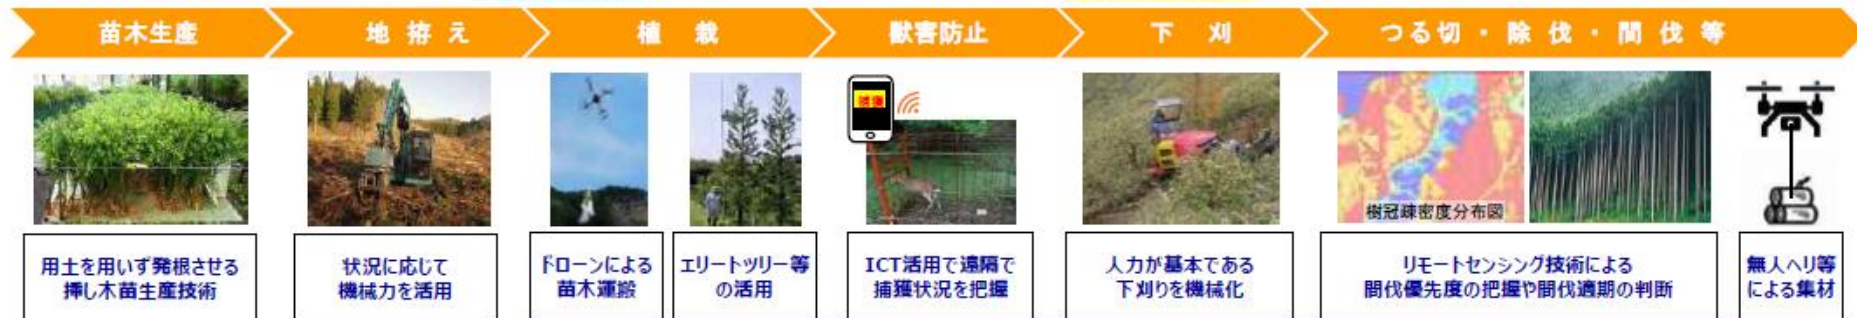 苗木生産
地拵え
植栽
獣害防止
下刈
つる切・除伐・間伐等
捕獲
樹冠疎密度分布図
用土を用いず発根させる
挿し木苗生産技術
状況に応じて
機械力を活用
ドローンによる
苗木運搬
エリートツリー等
の活用
ICT活用で遠隔で
捕獲状況を把握
人力が基本である
下刈りを機械化
リモートセンシング技術による
間伐優先度の把握や間伐適期の判断
無人ヘリ等
による集材